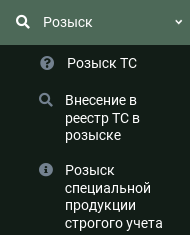 Розыск
Розыск ТС
Внесение в
реестр ТС в
розыске
Розыск
специальной
продукции
строгого учета